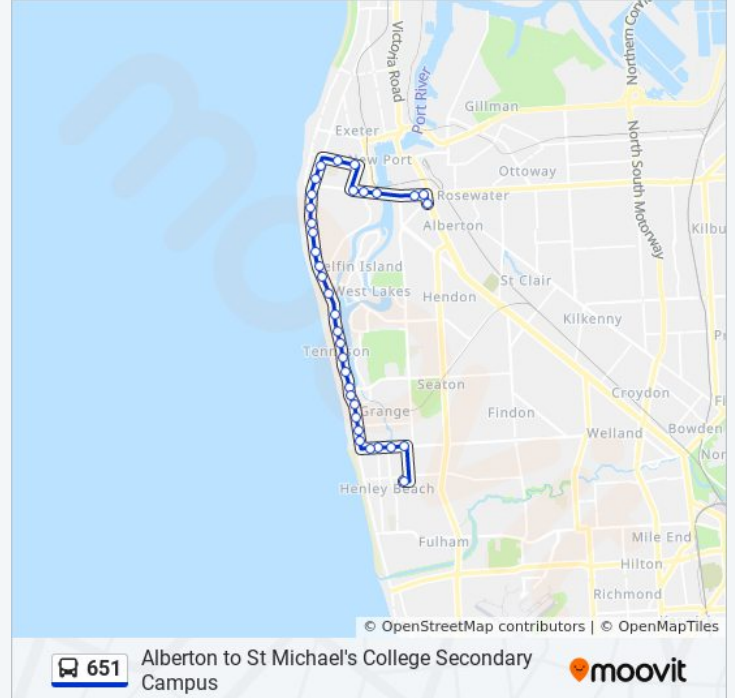 Northern Conn
Victoria Road
Port River
Gillman
Exeter
New Port
Ottoway
North South Motorway
Rosewater
Alberton
Kilbu
elfin Island
St Clair
West Lakes
Hendon
Kilkenny
Tennyson
Seaton
Croydon
Grange
Findon
Welland
Bowden
Nor
Henley Beach
Fulham
Mile End
Hilton
Richmond
© OpenStreetMap contributors | © OpenMapTiles
651
Alberton to St Michael's College Secondary
Campus
moovit